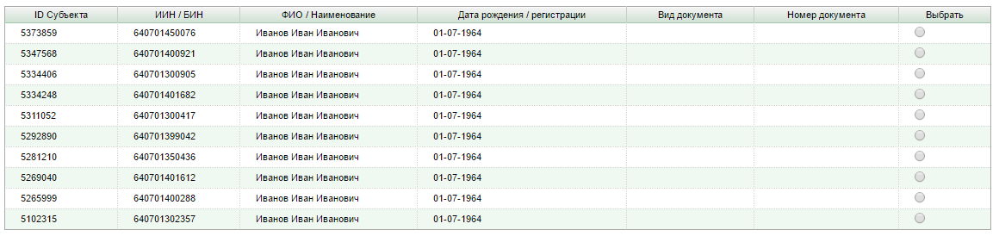 ID Субъекта ИИН / БИН ФИО / Наименование Дата рождения / регистрации Вид документа Номер документа Выбрать
5373859 640701450076 Иванов Иван Иванович 01-07-1964
5347568 640701400921 Иванов Иван Иванович 01-07-1964
5334406 640701300905 Иванов Иван Иванович 01-07-1964
5334248 640701401682 Иванов Иван Иванович 01-07-1964
5311052 640701300417 Иванов Иван Иванович 01-07-1964
5292890 640701399042 Иванов Иван Иванович 01-07-1964
5281210 640701350436 Иванов Иван Иванович 01-07-1964
5269040 640701401612 Иванов Иван Иванович 01-07-1964
5265999 640701400288 Иванов Иван Иванович 01-07-1964
5102315 640701302357 Иванов Иван Иванович 01-07-1964